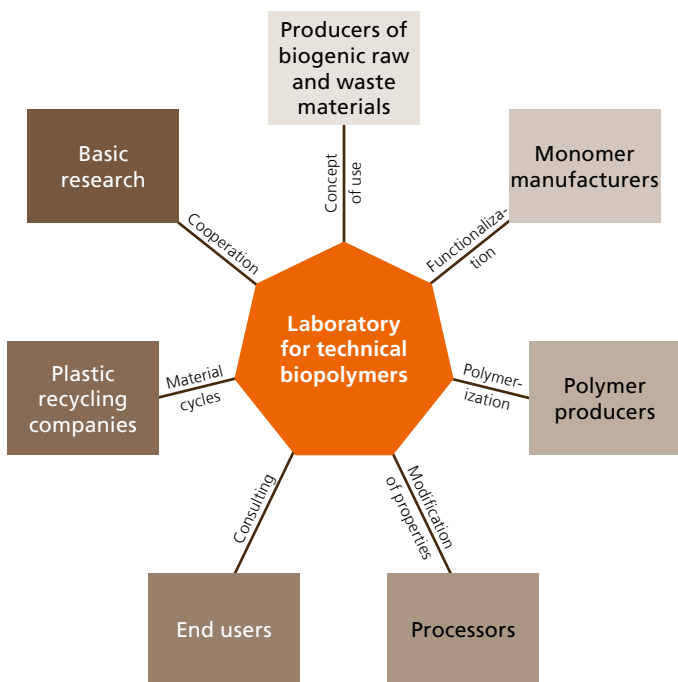 Producers of
biogenic raw
and waste
materials
Basic
research
Monomer
manufacturers
Concept
of use
Cooperation
Functionaliza-
tion
Laboratory
for technical
biopolymers
Plastic
recycling
companies
Material
cycles
Polymer-
ization
Polymer
producers
Consulting
Modification
of properties
End users
Processors